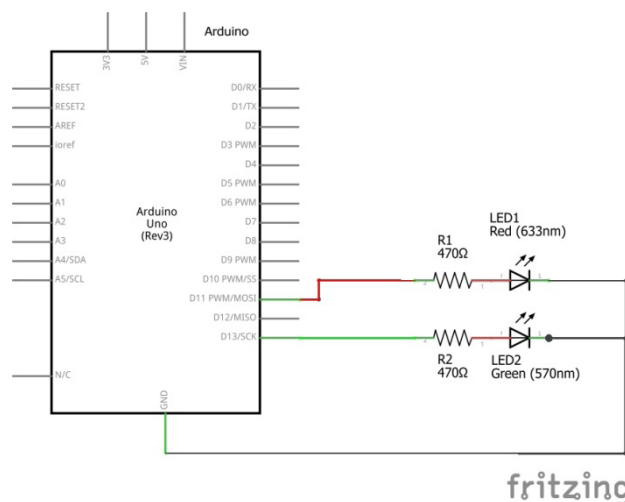 Arduino
3V3
5V
VIN
RESET
RESET2
AREF
ioref
A0
A1
A2
A3
A4/SDA
A5/SCL
N/C
Arduino
Uno
(Rev3)
D0/RX
D1/TX
D2
D3 PWM
D4
D5 PWM
D6 PWM
D7
D8
D9 PWM
D10 PWM/SS
D11 PWM/MOSI
D12/MISO
D13/SCK
GND
R1
470Ω
LED1
Red (633nm)
R2
470Ω
LED2
Green (570nm)
fritzing